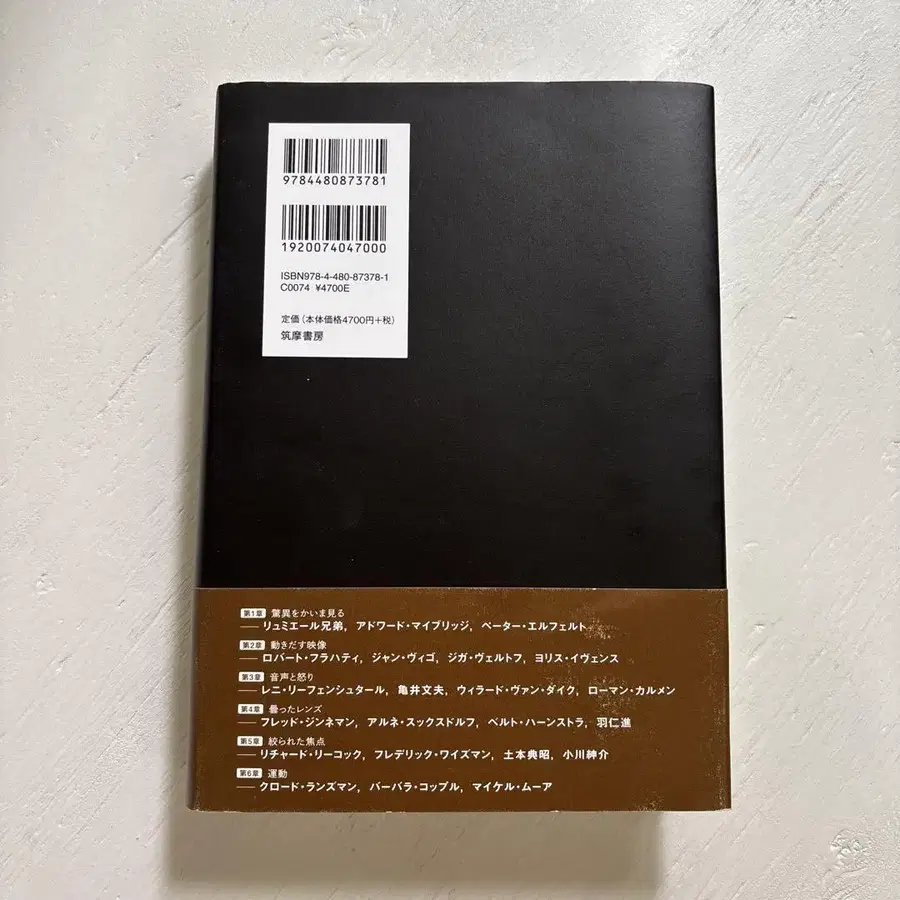 9784480873781
1920074047000
ISBN978-4-480-87378-1
C0074 ¥4700E
定価(本体価格4700円+税)
筑摩書房
第1章 驚異をかいま見る
──リュミエール兄弟，アドワード・マイブリッジ，ペーター・エルフェルト
第2章 動きだす映像
──ロバート・フラハティ，ジャン・ヴィゴ，ジガ・ヴェルトフ，ヨリス・イヴェンス
第3章 音声と怒り
──レニ・リーフェンシュタール，亀井文夫，ウィラード・ヴァン・ダイク，ローマン・カルメン
第4章 曇ったレンズ
──フレッド・ジンネマン，アルネ・スックスドルフ，ベルト・ハーンストラ，羽仁進
第5章 絞られた焦点
──リチャード・リーコック，フレデリック・ワイズマン，土本典昭，小川紳介
第6章 運動
──クロード・ランズマン，バーバラ・コップル，マイケル・ムーア